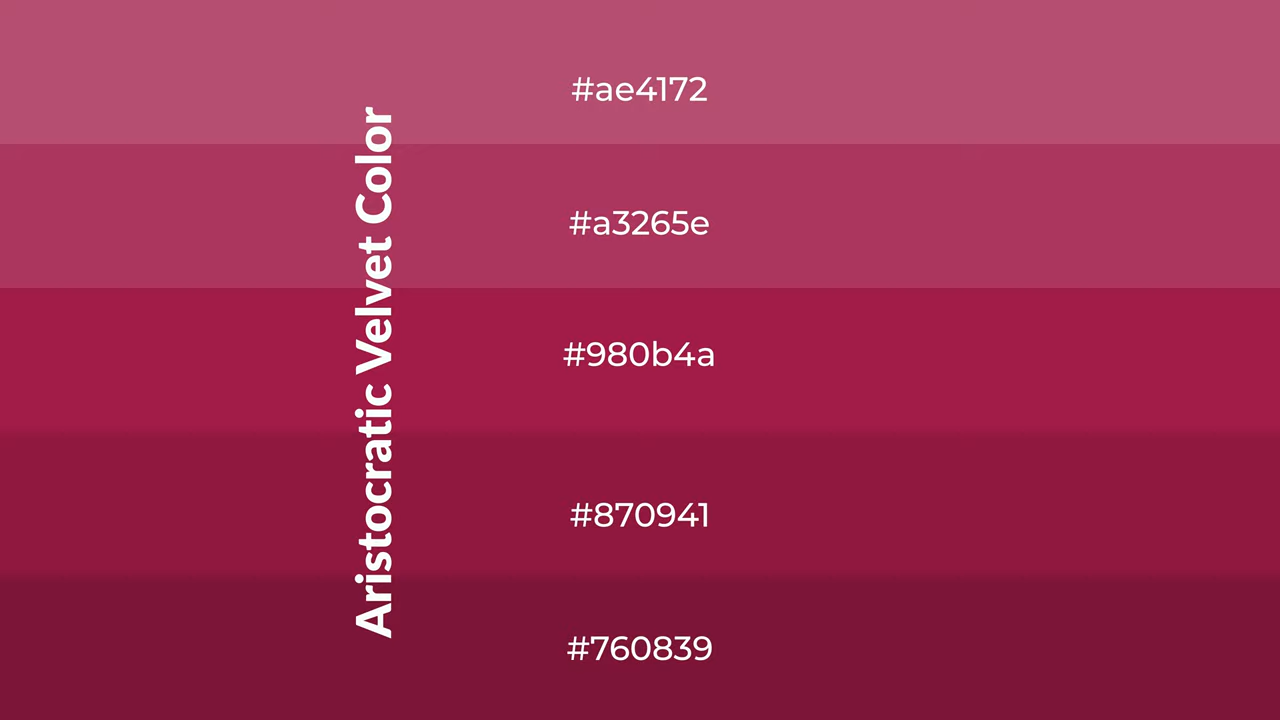 Aristocratic Velvet Color
#ae4172
#a3265e
#980b4a
#870941
#760839